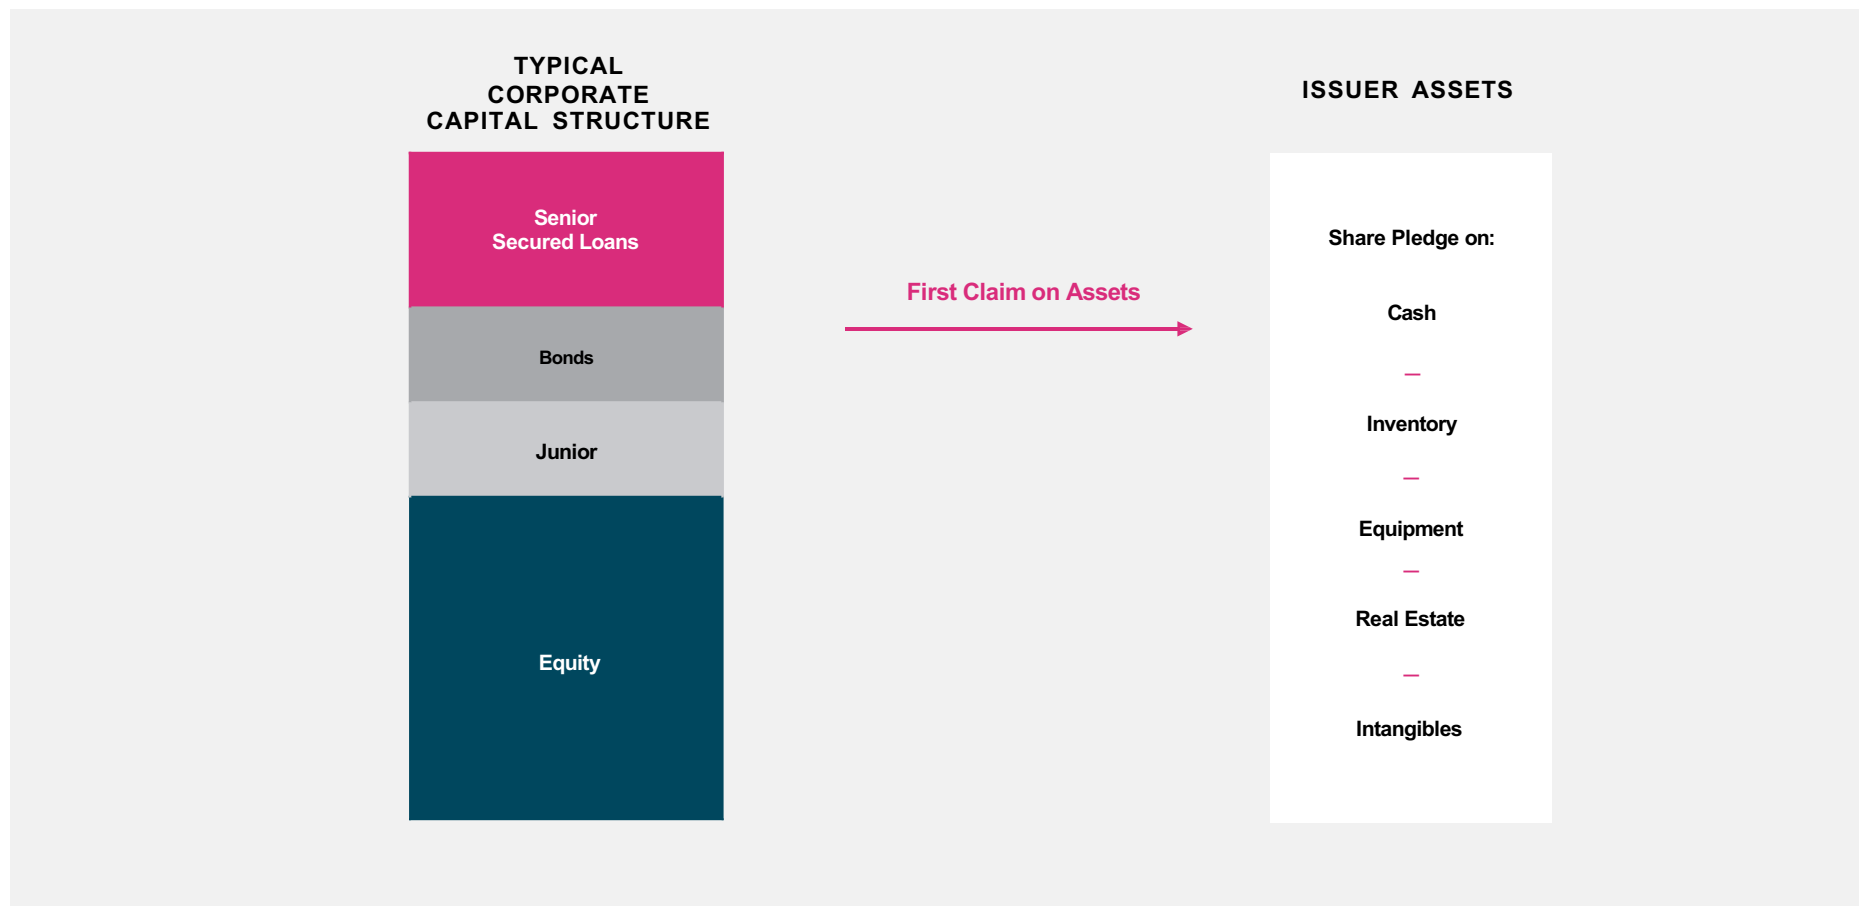 TYPICAL
CORPORATE
CAPITAL STRUCTURE
Senior
Secured Loans
Bonds
Junior
Equity
First Claim on Assets
ISSUER ASSETS
Share Pledge on:
Cash
—
Inventory
—
Equipment
—
Real Estate
—
Intangibles